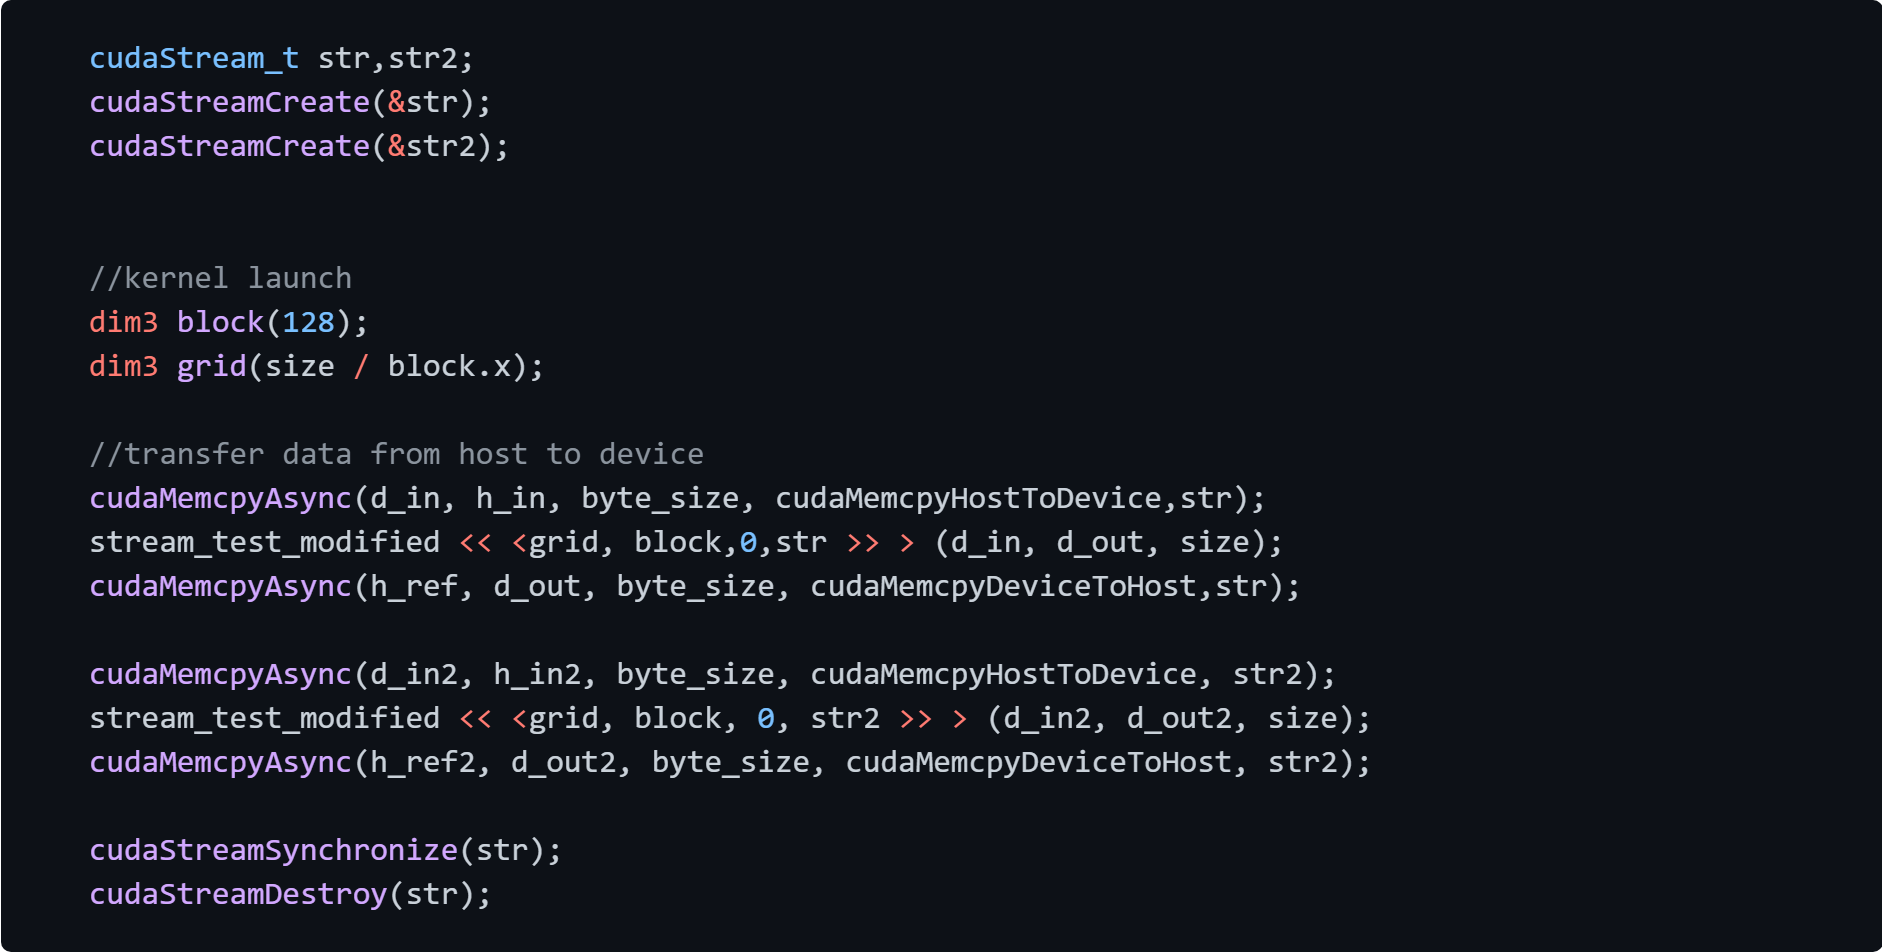 cudaStream_t str,str2;
cudaStreamCreate(&str);
cudaStreamCreate(&str2);
//kernel launch
dim3 block(128);
dim3 grid(size / block.x);
//transfer data from host to device
cudaMemcpyAsync(d_in, h_in, byte_size, cudaMemcpyHostToDevice,str);
stream_test_modified << <grid, block,0,str >> > (d_in, d_out, size);
cudaMemcpyAsync(h_ref, d_out, byte_size, cudaMemcpyDeviceToHost,str);
cudaMemcpyAsync(d_in2, h_in2, byte_size, cudaMemcpyHostToDevice, str2);
stream_test_modified << <grid, block, 0, str2 >> > (d_in2, d_out2, size);
cudaMemcpyAsync(h_ref2, d_out2, byte_size, cudaMemcpyDeviceToHost, str2);
cudaStreamSynchronize(str);
cudaStreamDestroy(str);